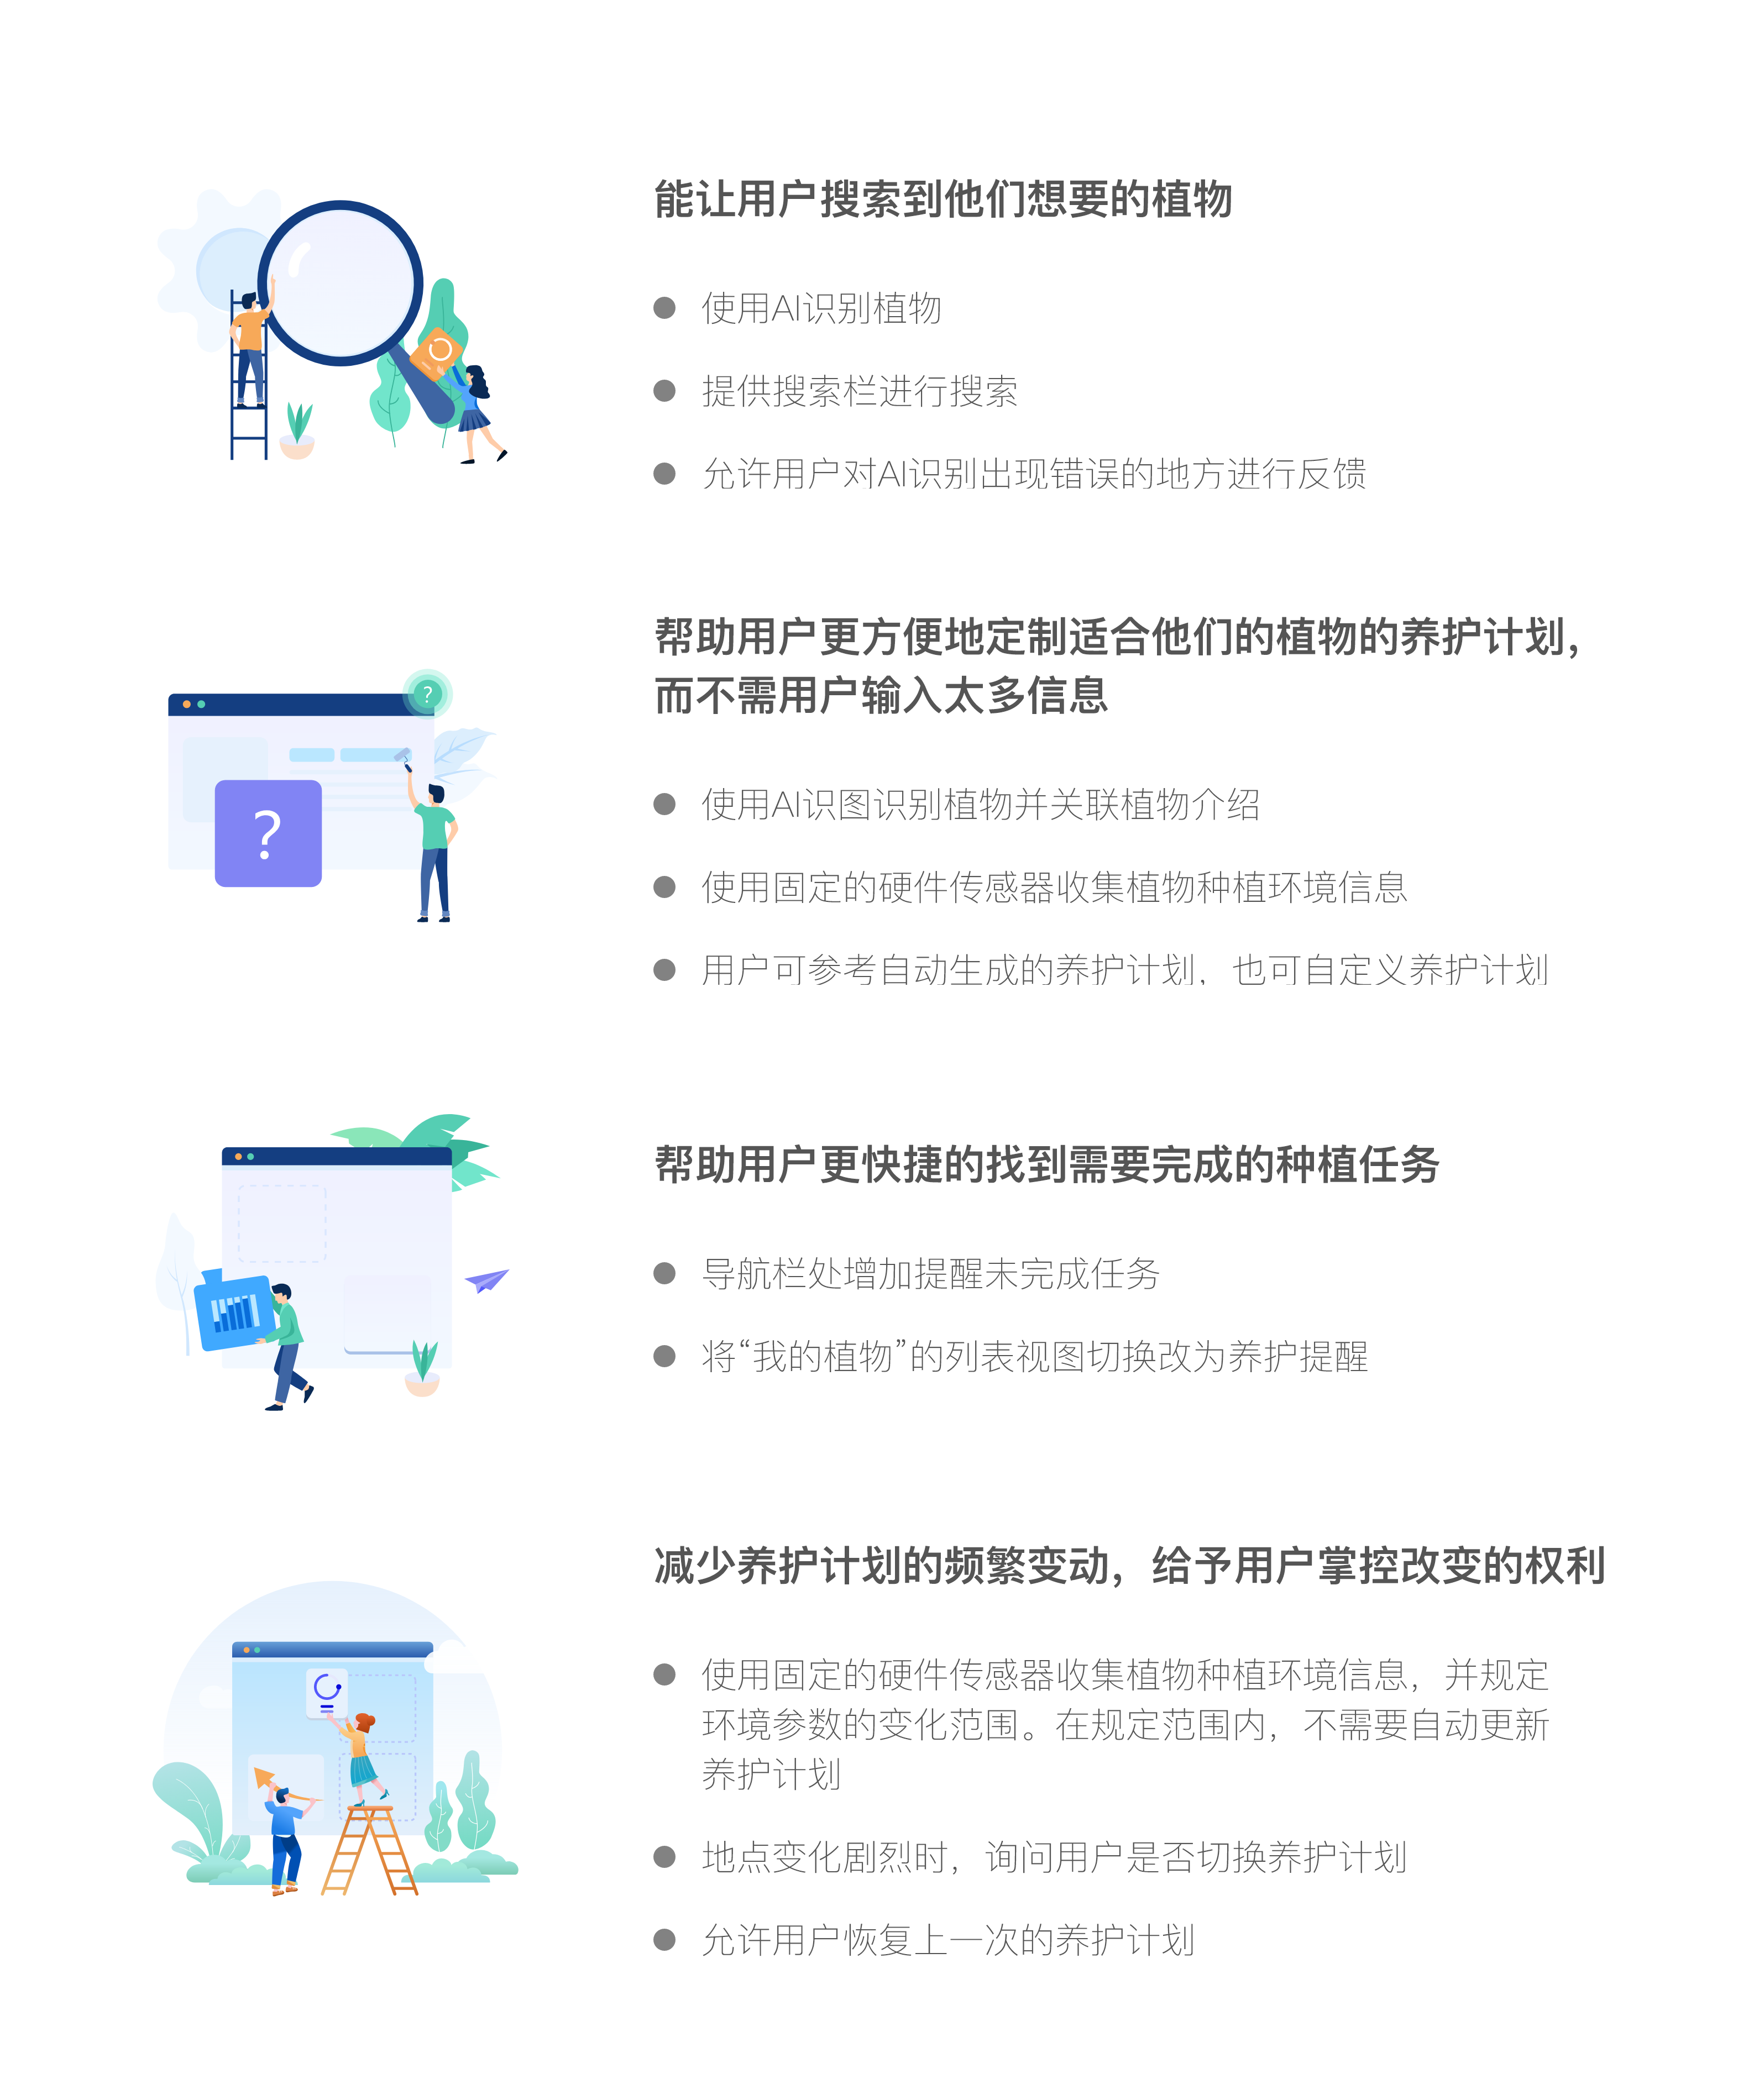 能让用户搜索到他们想要的植物
使用AI识别植物
提供搜索栏进行搜索
允许用户对AI识别出现错误的地方进行反馈
帮助用户更方便地定制适合他们的植物的养护计划，
而不需用户输入太多信息
?
?
使用AI识图识别植物并关联植物介绍
使用固定的硬件传感器收集植物种植环境信息
用户可参考自动生成的养护计划，也可自定义养护计划
帮助用户更快捷的找到需要完成的种植任务
导航栏处增加提醒未完成任务
将“我的植物”的列表视图切换改为养护提醒
减少养护计划的频繁变动，给予用户掌控改变的权利
使用固定的硬件传感器收集植物种植环境信息，并规定
环境参数的变化范围。在规定范围内，不需要自动更新
养护计划
地点变化剧烈时，询问用户是否切换养护计划
允许用户恢复上一次的养护计划